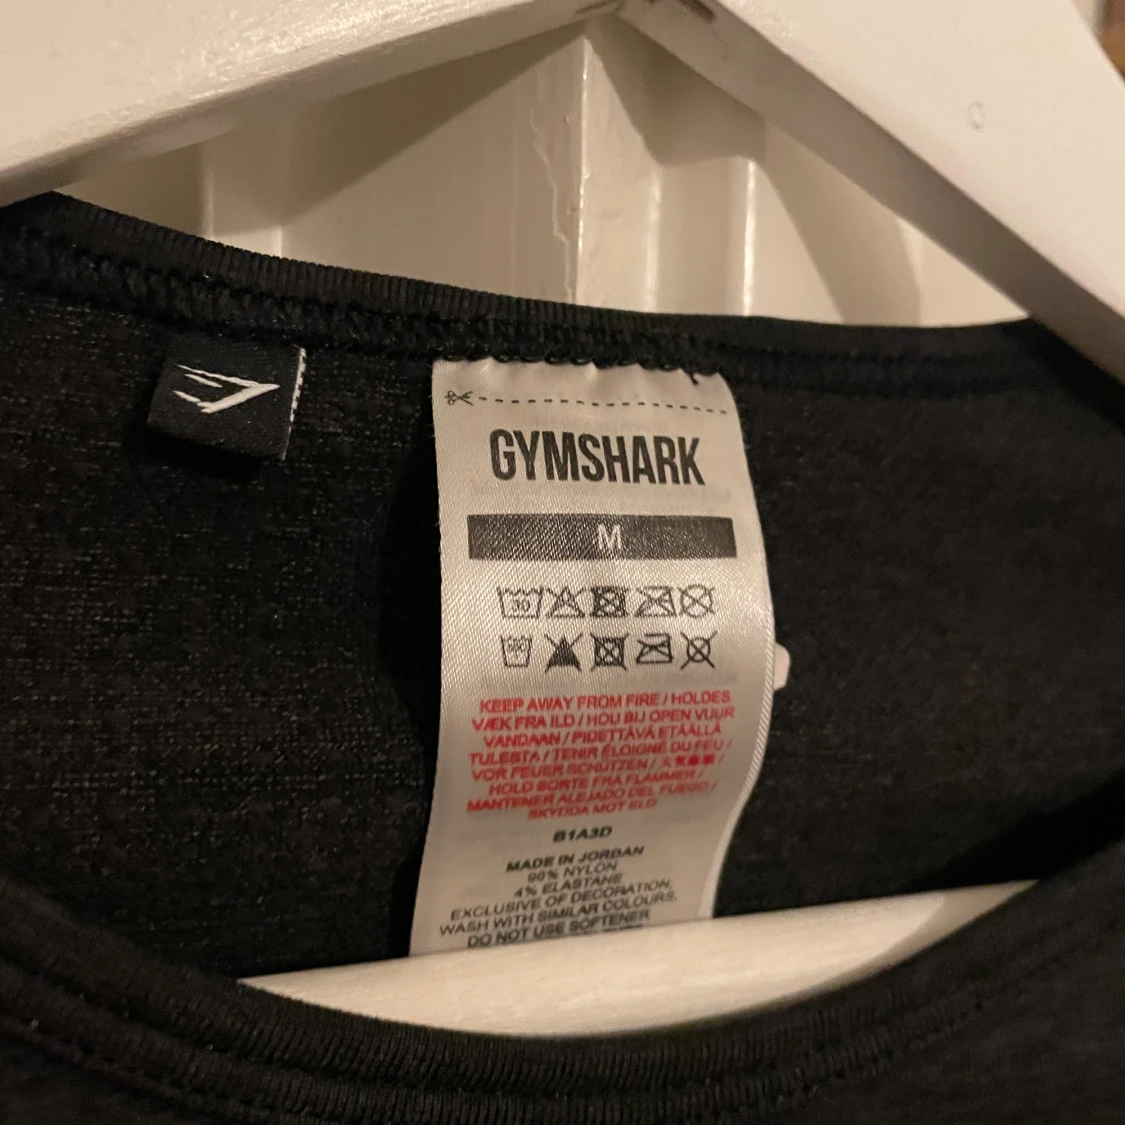 GYMSHARK
M
30
KEEP AWAY FROM FIRE / HOLDES
VÆK FRA ILD / HOU BIJ OPEN VUUR
VANDAAN / PIDETTÄVÄ ETÄÄLLÄ
TULESTA / TENIR ÉLOIGNÉ DU FEU /
VOR FEUER SCHÜTZEN /
HOLD BORTE FRA FLAMMER /
MANTENER ALEJADO DEL FUEGO /
SKYDDA MOT ELD
B1A3D
MADE IN JORDAN
96% NYLON
4% ELASTANE
EXCLUSIVE OF DECORATION,
WASH WITH SIMILAR COLOURS,
DO NOT USE SOFTENER